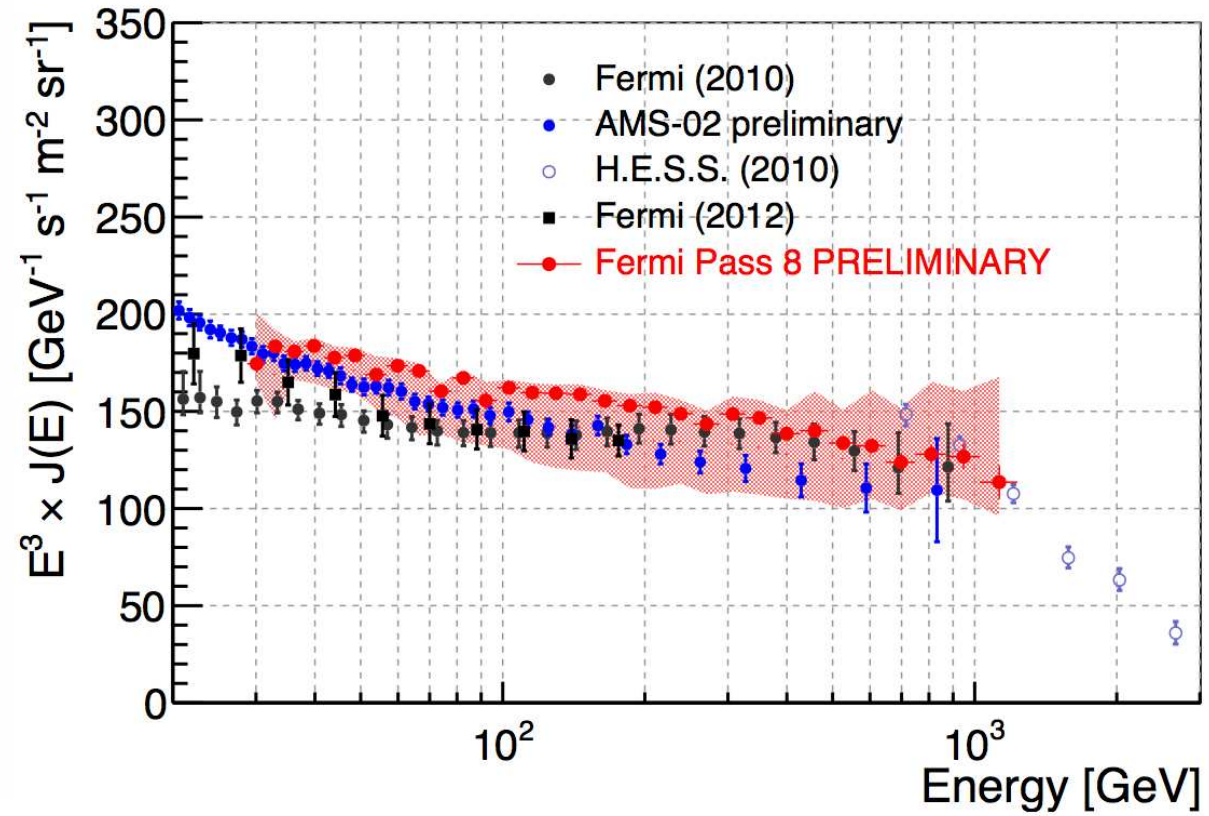 E³ × J(E) [GeV⁻¹ s⁻¹ m⁻² sr⁻¹]
350
300
250
200
150
100
50
0
Fermi (2010)
AMS-02 preliminary
H.E.S.S. (2010)
Fermi (2012)
Fermi Pass 8 PRELIMINARY
10² 10³
Energy [GeV]